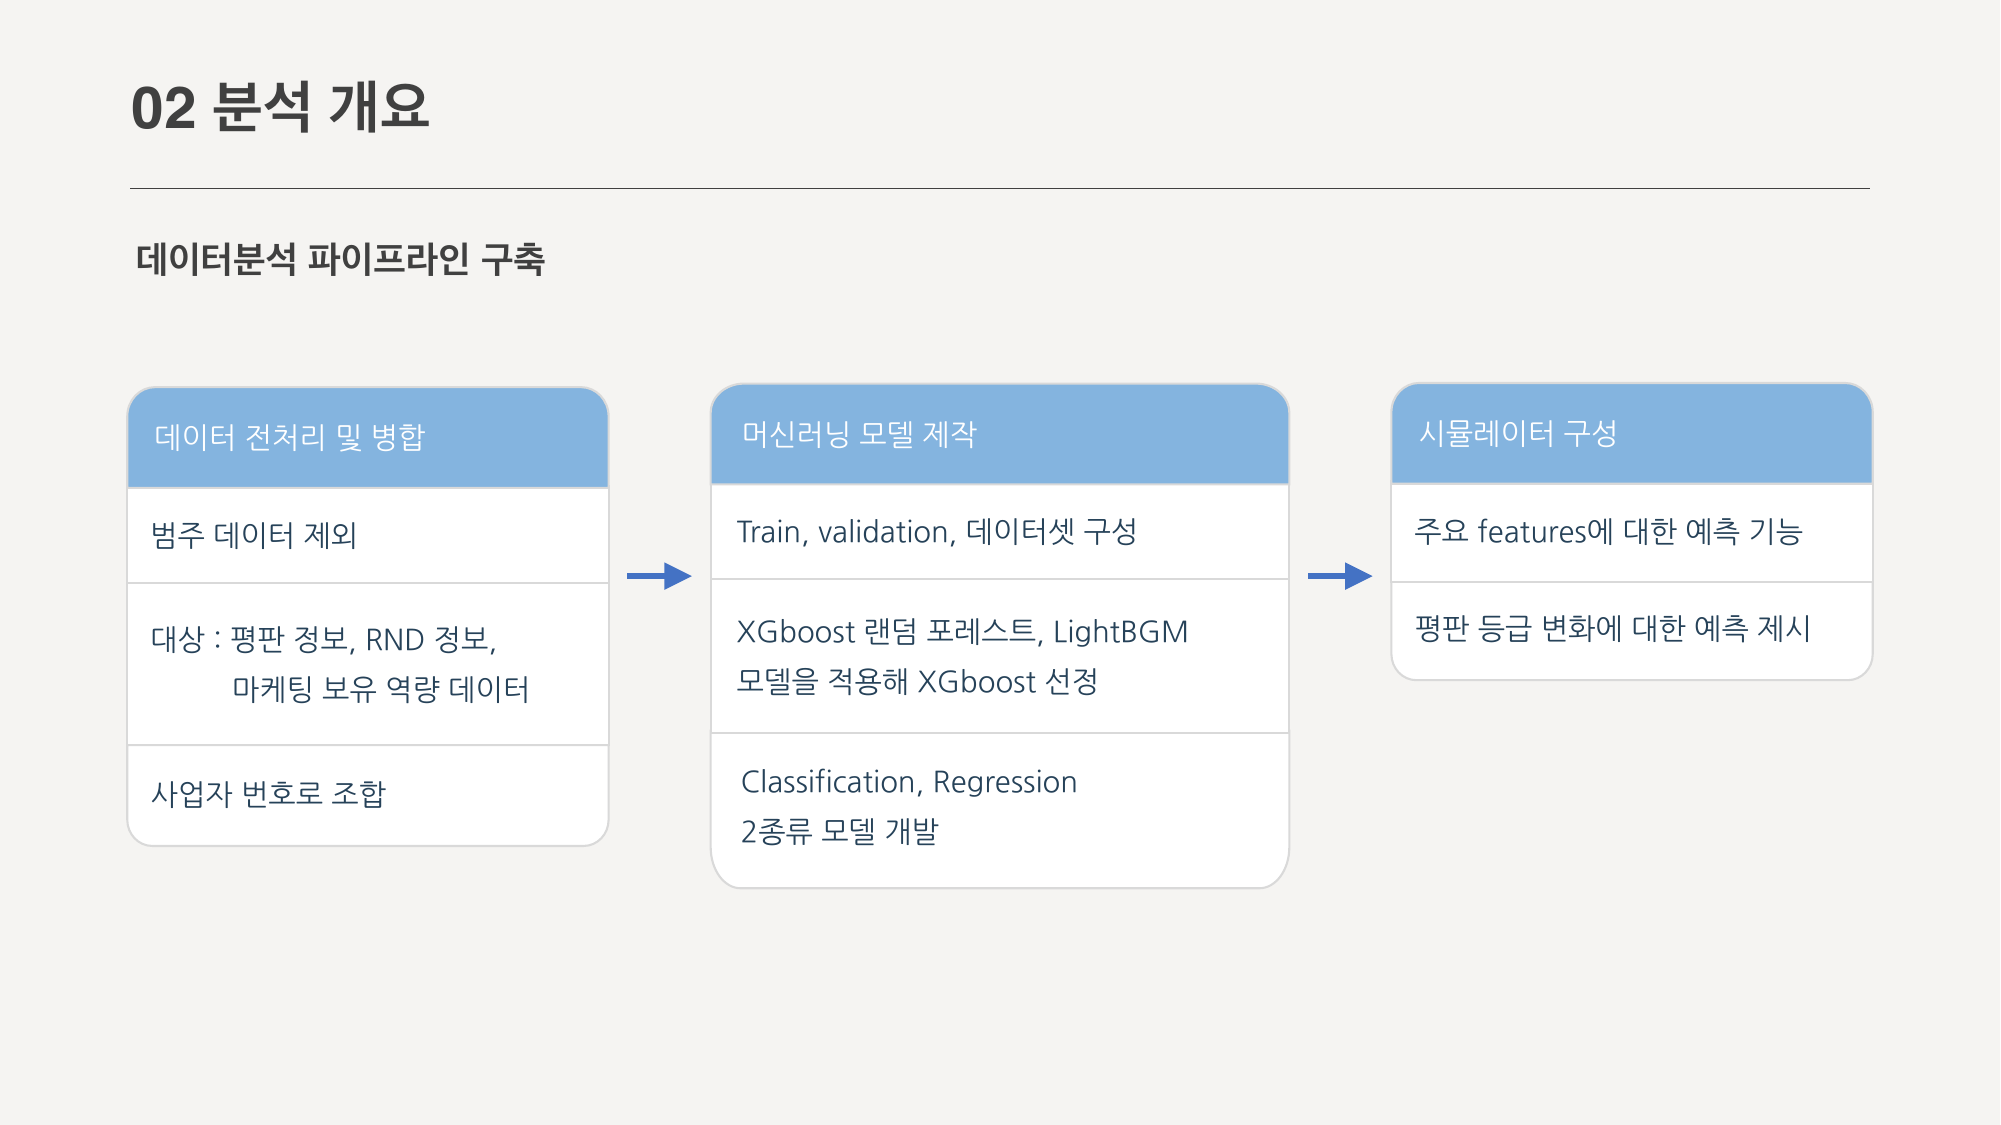 02 분석 개요
데이터분석 파이프라인 구축
데이터 전처리 및 병합
범주 데이터 제외
대상 : 평판 정보, RND 정보,
마케팅 보유 역량 데이터
사업자 번호로 조합
머신러닝 모델 제작
Train, validation, 데이터셋 구성
XGboost 랜덤 포레스트, LightBGM
모델을 적용해 XGboost 선정
Classification, Regression
2종류 모델 개발
시뮬레이터 구성
주요 features에 대한 예측 기능
평판 등급 변화에 대한 예측 제시